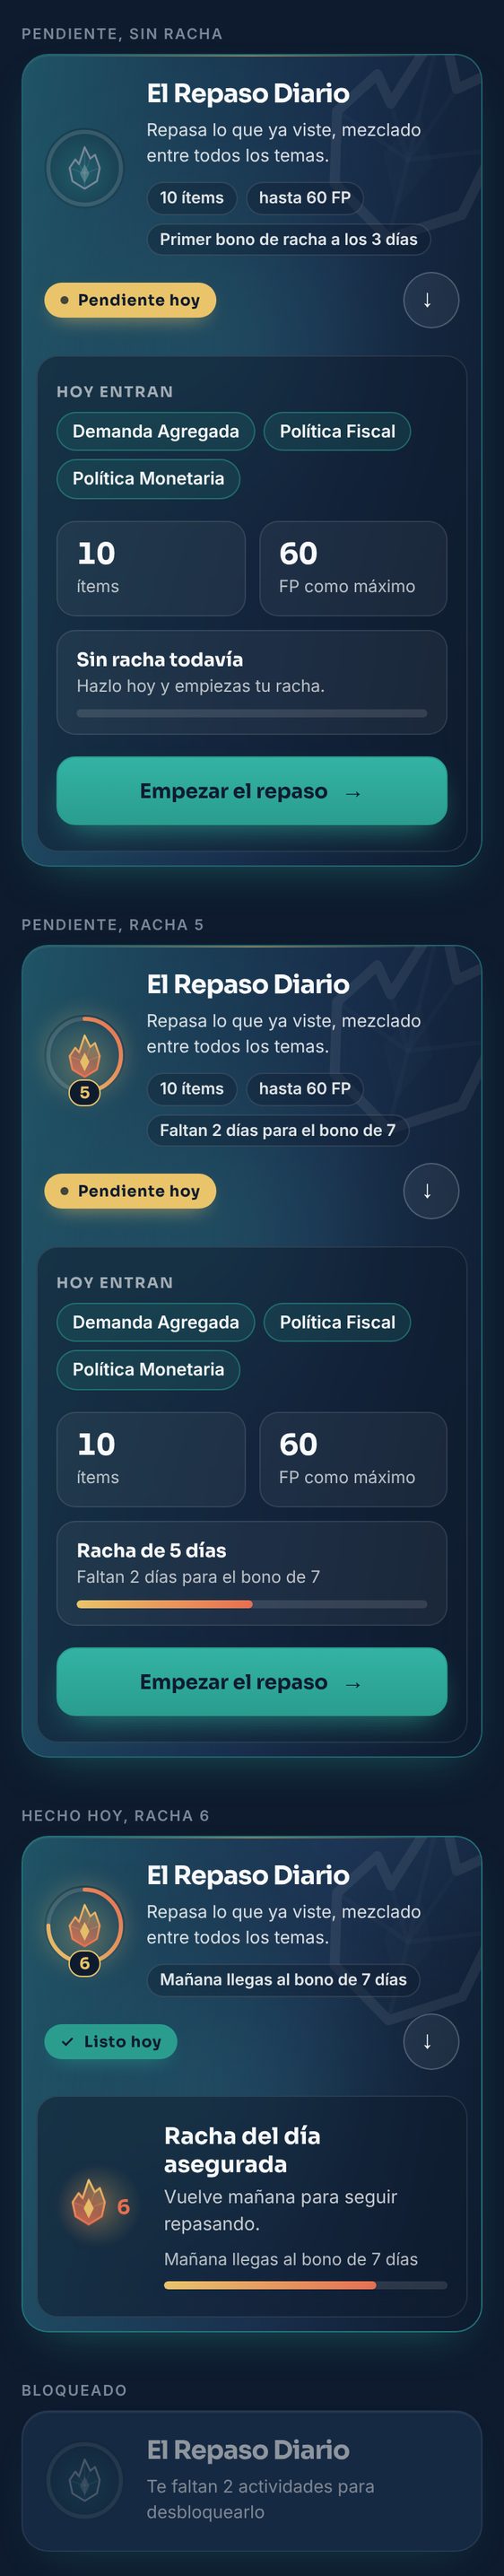 PENDIENTE, SIN RACHA
El Repaso Diario
Repasa lo que ya viste, mezclado
entre todos los temas.
10 ítems hasta 60 FP
Primer bono de racha a los 3 días
Pendiente hoy ↓
HOY ENTRAN
Demanda Agregada Política Fiscal
Política Monetaria
10 60
ítems FP como máximo
Sin racha todavía
Hazlo hoy y empiezas tu racha.
Empezar el repaso →
PENDIENTE, RACHA 5
El Repaso Diario
Repasa lo que ya viste, mezclado
entre todos los temas.
5
10 ítems hasta 60 FP
Faltan 2 días para el bono de 7
Pendiente hoy ↓
HOY ENTRAN
Demanda Agregada Política Fiscal
Política Monetaria
10 60
ítems FP como máximo
Racha de 5 días
Faltan 2 días para el bono de 7
Empezar el repaso →
HECHO HOY, RACHA 6
El Repaso Diario
Repasa lo que ya viste, mezclado
entre todos los temas.
6
Mañana llegas al bono de 7 días
✓ Listo hoy ↓
Racha del día
asegurada
6
Vuelve mañana para seguir
repasando.
Mañana llegas al bono de 7 días
BLOQUEADO
El Repaso Diario
Te faltan 2 actividades para
desbloquearlo